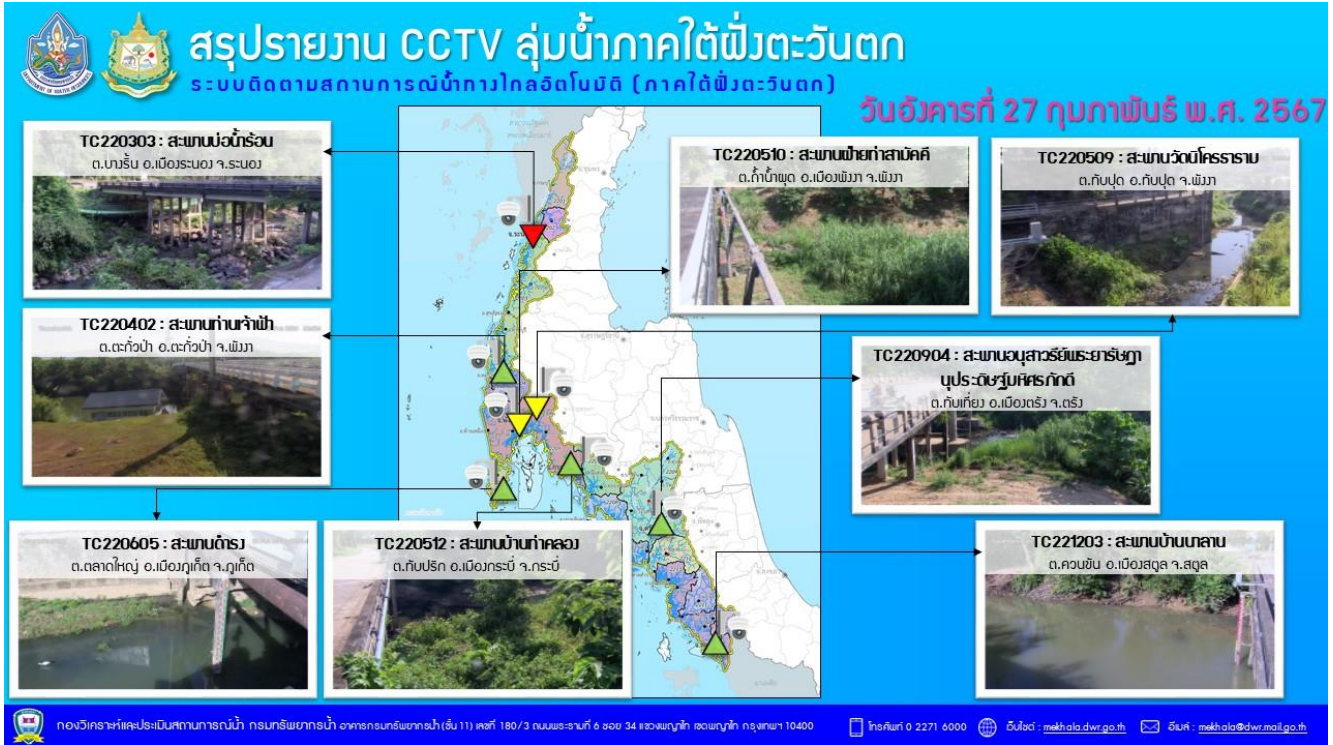 สรุปรายงาน CCTV ลุ่มน้ำภาคใต้ฝั่งตะวันตก
ระบบติดตามสถานการณ์น้ำทางไกลอัตโนมัติ (ภาคใต้ฝั่งตะวันตก)
วันอังคารที่ 27 กุมภาพันธ์ พ.ศ. 2567
TC220303 : สะพานบ่อน้ำร้อน
ต.บางริ้น อ.เมืองระนอง จ.ระนอง
TC220510 : สะพานฝ่ายท่าสามัคคี
ต.ถ้ำน้ำผุด อ.เมืองพังงา จ.พังงา
TC220509 : สะพานวัดนิโครธาราม
ต.ทับปุด อ.ทับปุด จ.พังงา
TC220402 : สะพานท่านเจ้าฟ้า
ต.ตะกั่วป่า อ.ตะกั่วป่า จ.พังงา
TC220904 : สะพานอนุสาวรีย์พระยารัษฎา
นุประดิษฐ์มหิศรภักดี
ต.ทับเที่ยง อ.เมืองตรัง จ.ตรัง
TC220605 : สะพานดำรง
ต.ตลาดใหญ่ อ.เมืองภูเก็ต จ.ภูเก็ต
TC220512 : สะพานบ้านท่าคลอง
ต.ทับปริก อ.เมืองกระบี่ จ.กระบี่
TC221203 : สะพานบ้านนาลาน
ต.ควนขัน อ.เมืองสตูล จ.สตูล
กองวิเคราะห์และประเมินสถานการณ์น้ำ กรมทรัพยากรน้ำ อาคารกรมทรัพยากรน้ำ (ชั้น 11) เลขที่ 180/3 ถนนพระรามที่ 6 ซอย 34 แขวงพญาไท เขตพญาไท กรุงเทพฯ 10400 โทรศัพท์ 0 2271 6000 เว็บไซต์ : mekhala.dwr.go.th อีเมล์ : mekhala@dwr.mail.go.th